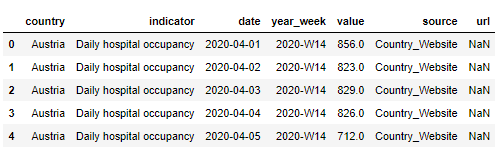 country indicator date year_week value source url
0 Austria Daily hospital occupancy 2020-04-01 2020-W14 856.0 Country_Website NaN
1 Austria Daily hospital occupancy 2020-04-02 2020-W14 823.0 Country_Website NaN
2 Austria Daily hospital occupancy 2020-04-03 2020-W14 829.0 Country_Website NaN
3 Austria Daily hospital occupancy 2020-04-04 2020-W14 826.0 Country_Website NaN
4 Austria Daily hospital occupancy 2020-04-05 2020-W14 712.0 Country_Website NaN